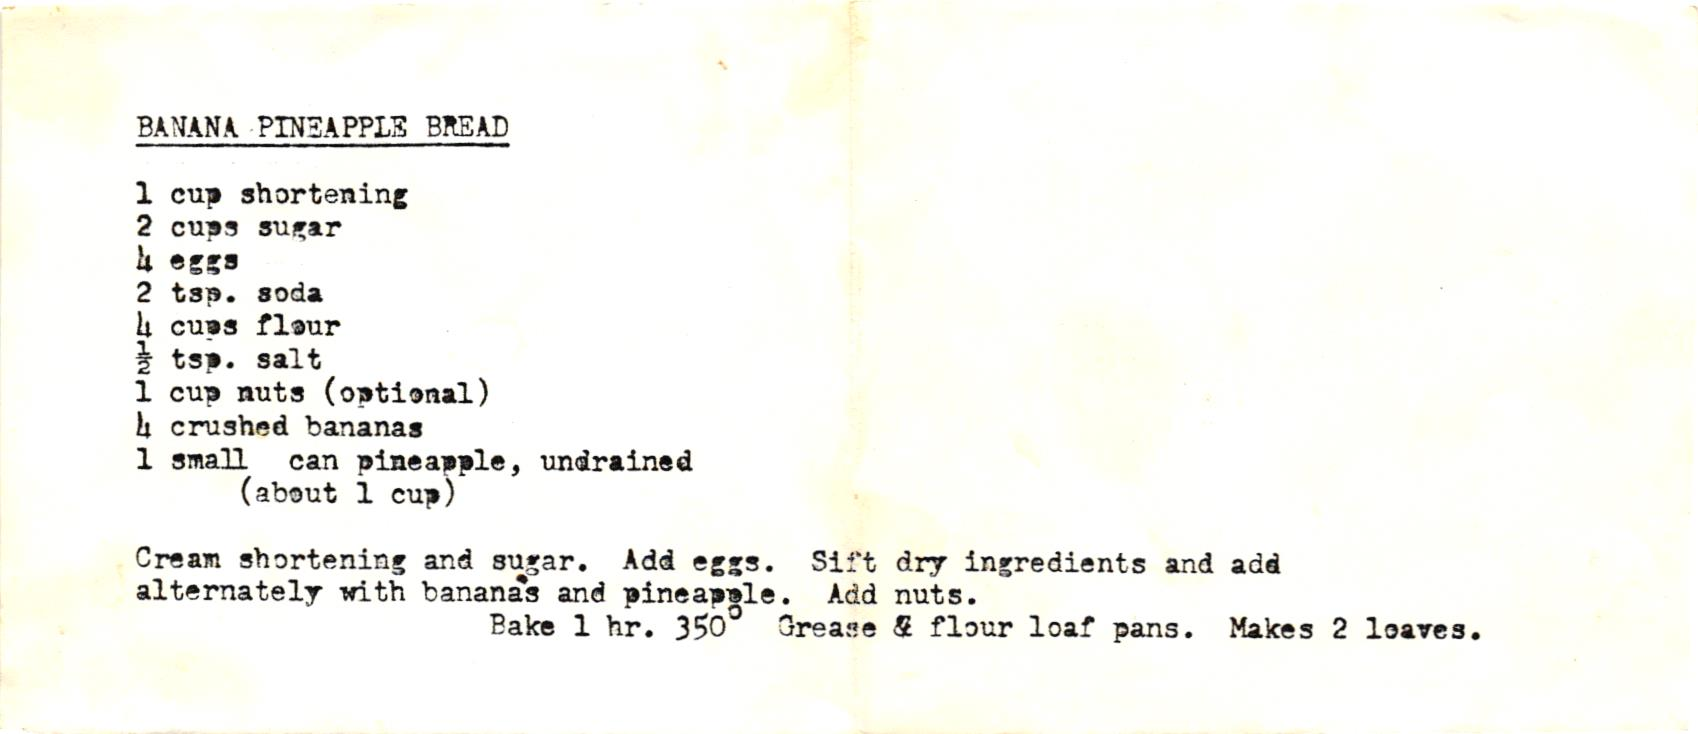 BANANA PINEAPPLE BREAD
1 cup shortening
2 cups sugar
4 eggs
2 tsp. soda
4 cups flour
½ tsp. salt
1 cup nuts (optional)
4 crushed bananas
1 small can pineapple, undrained
(about 1 cup)
Cream shortening and sugar. Add eggs. Sift dry ingredients and add
alternately with bananas and pineapple. Add nuts.
Bake 1 hr. 350° Grease & flour loaf pans. Makes 2 loaves.